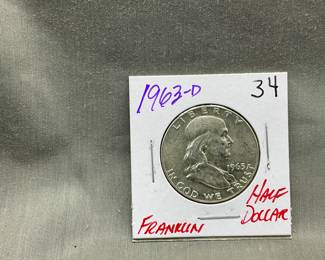 1963-D 34
LIBERTY
1963
IN GOD WE TRUST
FRANKLIN HALF
DOLLAR